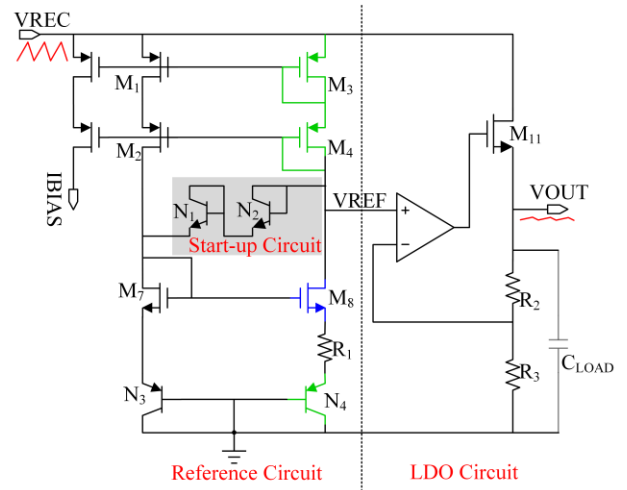 VREC
M1
M3
M2
M4
IBIAS
N1
N2
Start-up Circuit
VREF
+
−
M11
VOUT
M7
M8
R1
R2
R3
CLOAD
N3
N4
Reference Circuit
LDO Circuit